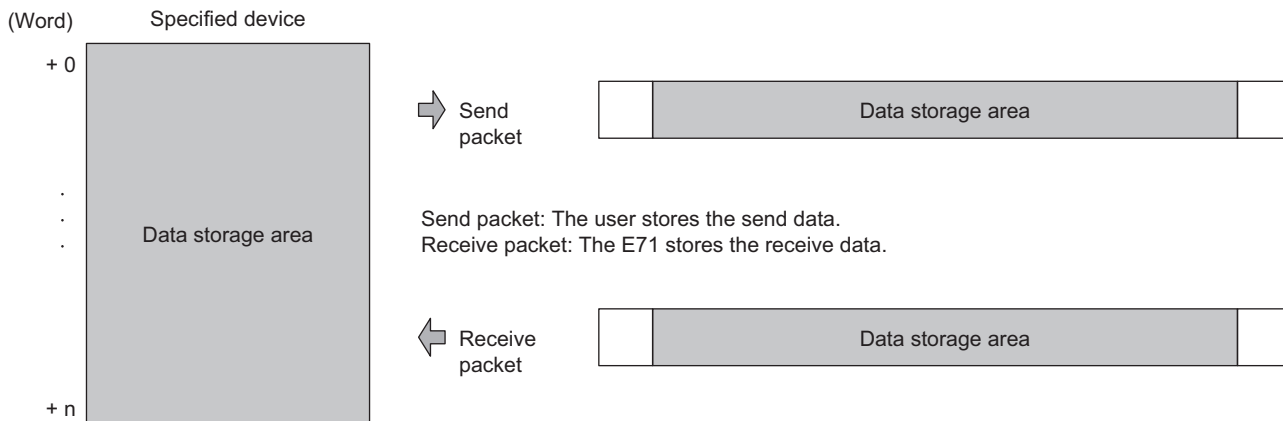 (Word)
Specified device
+ 0
Send
packet
Data storage area
.
.
.
Data storage area
Send packet: The user stores the send data.
Receive packet: The E71 stores the receive data.
Receive
packet
Data storage area
+ n